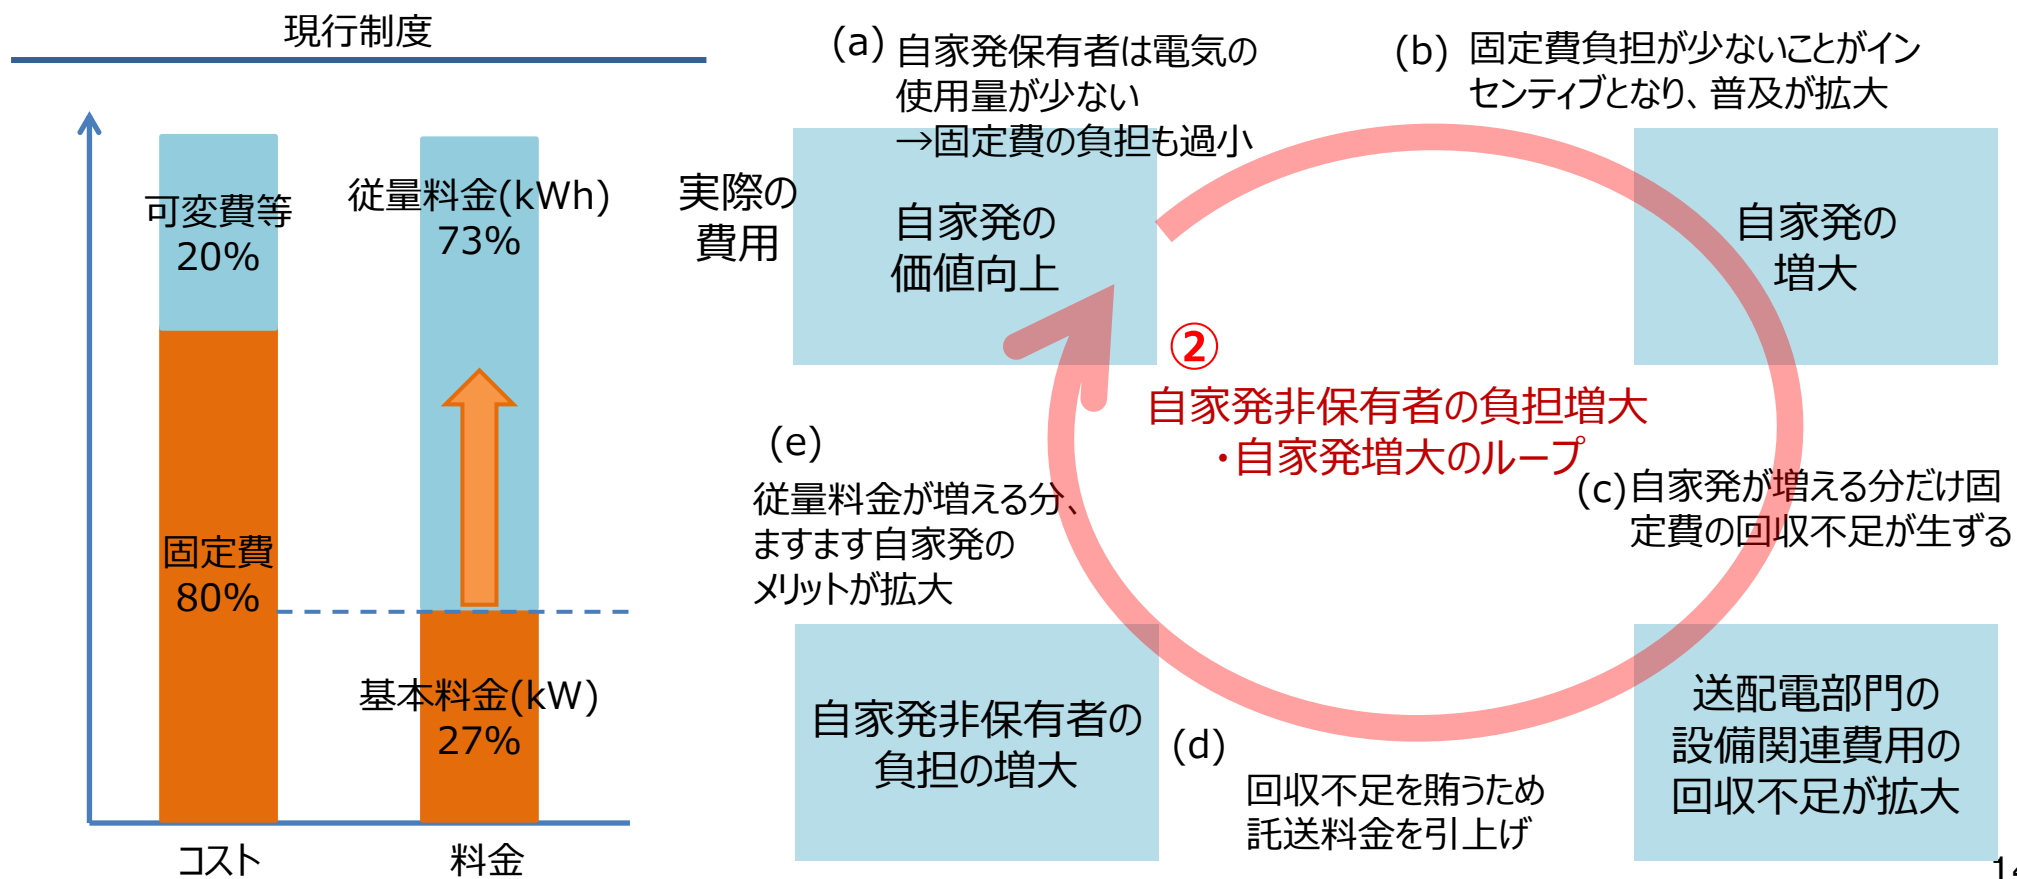 現行制度
可変費等
20%
固定費
80%
従量料金(kWh)
73%
基本料金(kW)
27%
コスト
料金
実際の
費用
(a)
自家発保有者は電気の
使用量が少ない
→固定費の負担も過小
自家発の
価値向上
(b)
固定費負担が少ないことがイン
センティブとなり、普及が拡大
自家発の
増大
②
自家発非保有者の負担増大
・自家発増大のループ
(c)
自家発が増える分だけ固
定費の回収不足が生ずる
送配電部門の
設備関連費用の
回収不足が拡大
(d)
回収不足を賄うため
託送料金を引上げ
自家発非保有者の
負担の増大
(e)
従量料金が増える分、
ますます自家発の
メリットが拡大